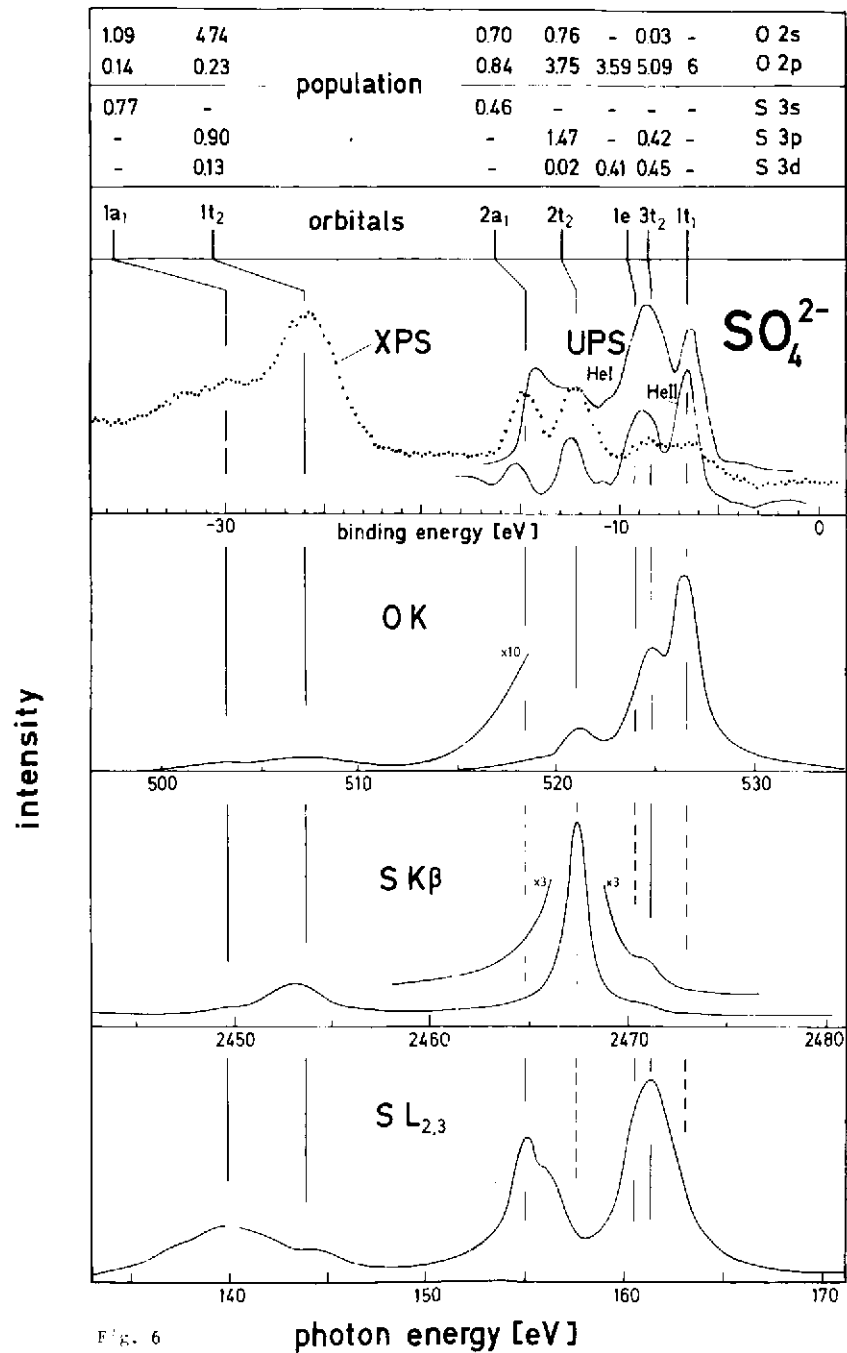 1.09 4.74 0.70 0.76 - 0.03 - O 2s
0.14 0.23 0.84 3.75 3.59 5.09 6 O 2p
population
0.77 - 0.46 - - - - S 3s
- 0.90 - 1.47 - 0.42 - S 3p
- 0.13 - 0.02 0.41 0.45 - S 3d
1a₁ 1t₂ orbitals 2a₁ 2t₂ 1e 3t₂ 1t₁
XPS UPS SO₄²⁻
HeI
HeII
-30 binding energy [eV] -10 0
O K
x10
500 510 520 530
intensity
S Kβ
x3 x3
2450 2460 2470 2480
S L₂,₃
140 150 160 170
Fig. 6 photon energy [eV]